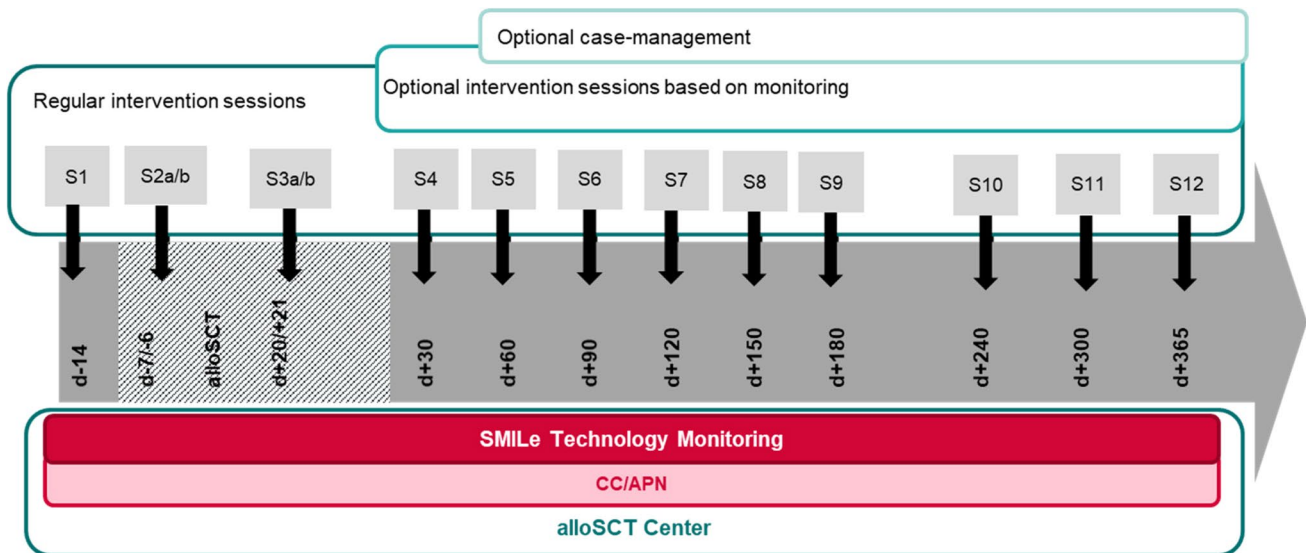 Optional case-management
Optional intervention sessions based on monitoring
Regular intervention sessions
S1
S2a/b
S3a/b
S4
S5
S6
S7
S8
S9
S10
S11
S12
d-14
d-7/-6
alloSCT
d+20/+21
d+30
d+60
d+90
d+120
d+150
d+180
d+240
d+300
d+365
SMILe Technology Monitoring
CC/APN
alloSCT Center